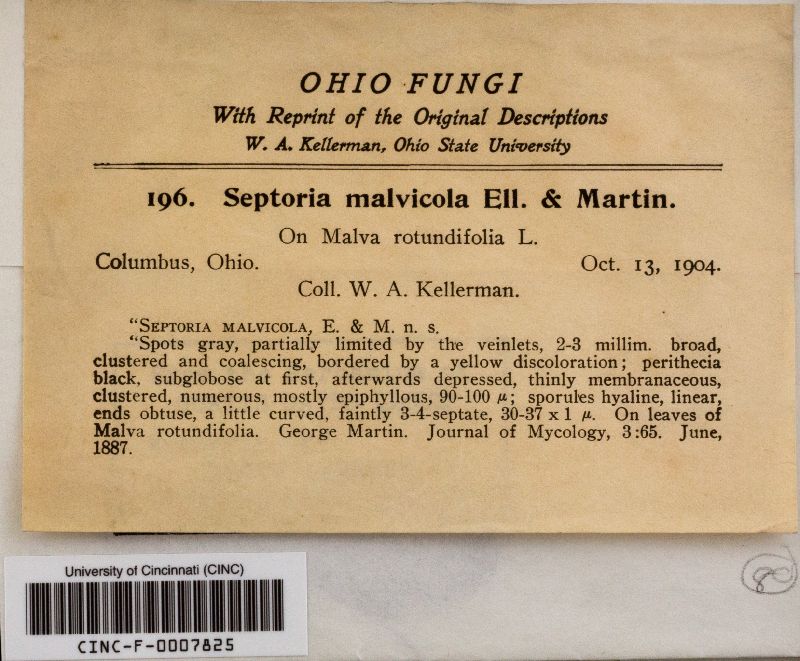 OHIO FUNGI
With Reprint of the Original Descriptions
W. A. Kellerman, Ohio State University
196. Septoria malvicola Ell. & Martin.
On Malva rotundifolia L.
Columbus, Ohio. Oct. 13, 1904.
Coll. W. A. Kellerman.
“SEPTORIA MALVICOLA, E. & M. n. s.
“Spots gray, partially limited by the veinlets, 2-3 millim. broad,
clustered and coalescing, bordered by a yellow discoloration; perithecia
black, subglobose at first, afterwards depressed, thinly membranaceous,
clustered, numerous, mostly epiphyllous, 90-100 µ; sporules hyaline, linear,
ends obtuse, a little curved, faintly 3-4-septate, 30-37 x 1 µ. On leaves of
Malva rotundifolia. George Martin. Journal of Mycology, 3:65. June,
1887.
University of Cincinnati (CINC)
CINC-F-0007825
80